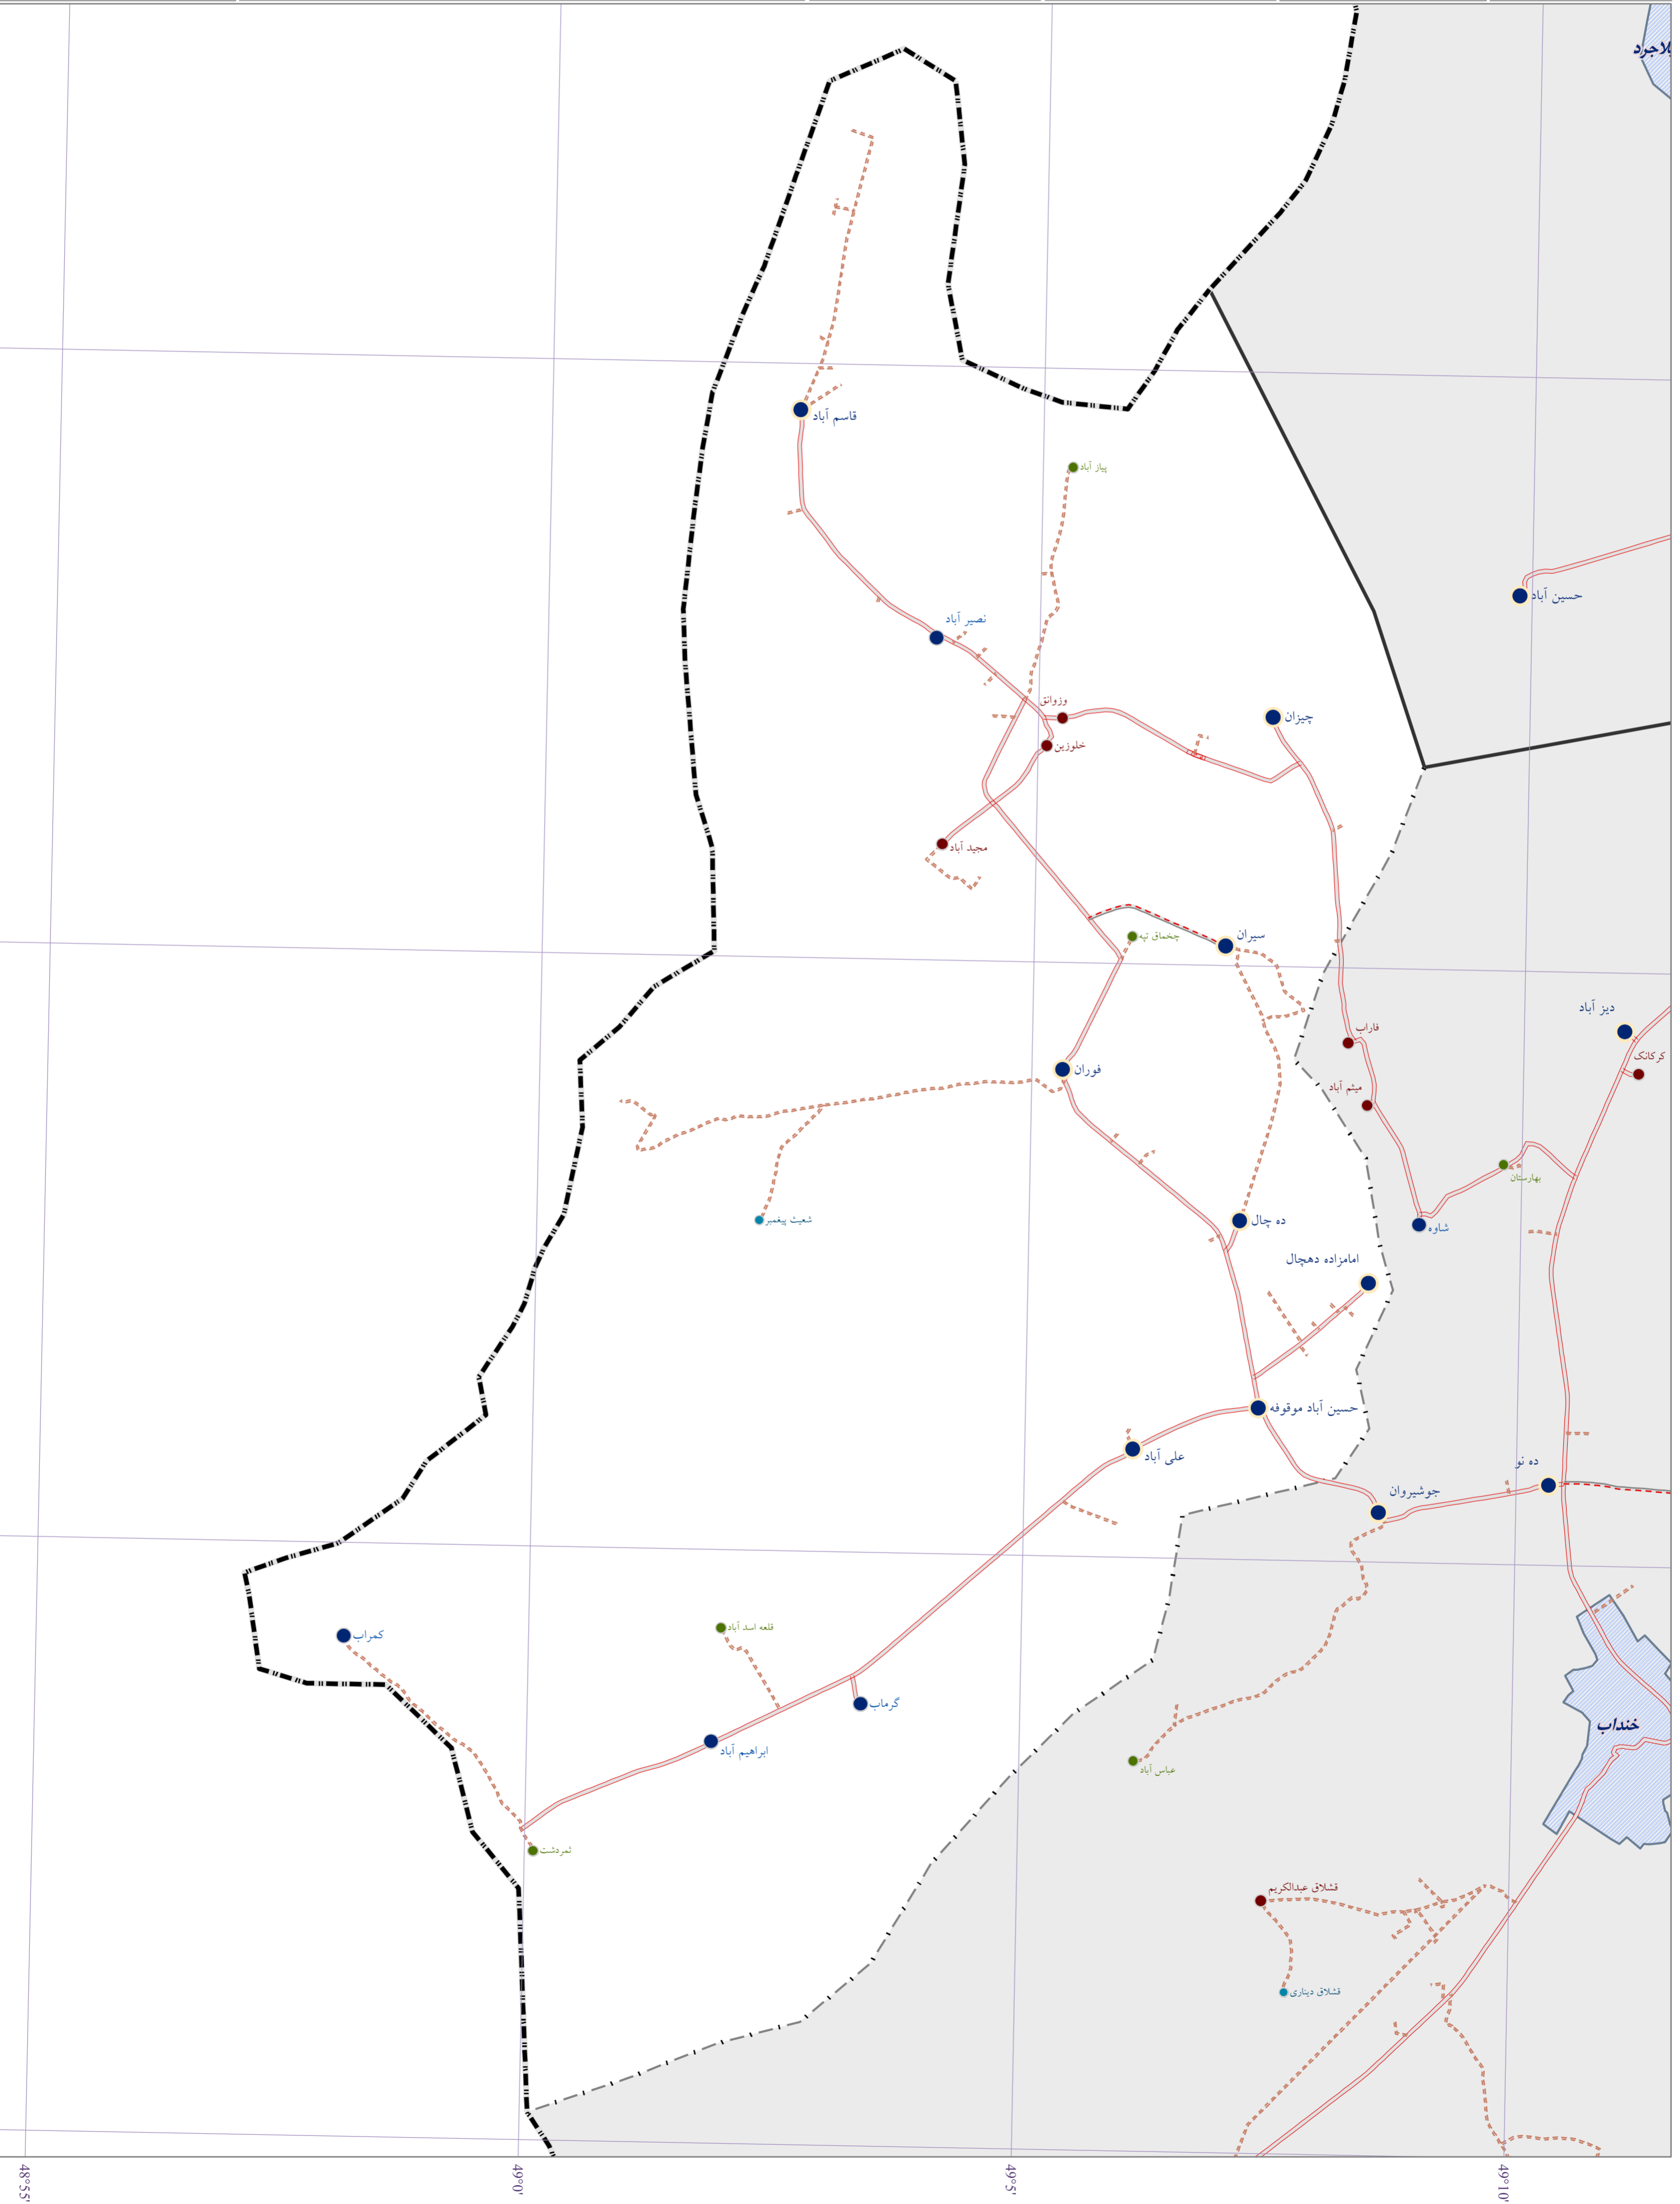 قاسم آباد
پیاز آباد
حسین آباد
نصیر آباد
وزوانق
چیزان
خلوزین
مجید آباد
سیران
چخماق تپه
دیز آباد
فاراب
کرکانک
فوران
میثم آباد
بهارستان
شعیث پیغمبر
ده چال
شاوه
امامزاده دهچال
حسین آباد موقوفه
علی آباد
ده نو
جوشیروان
قلعه اسد آباد
کمراب
گرماب
خنداب
ابراهیم آباد
عباس آباد
ثمردشت
قشلاق عبدالکریم
قشلاق دیناری
48°55'
49°0'
49°5'
49°10'